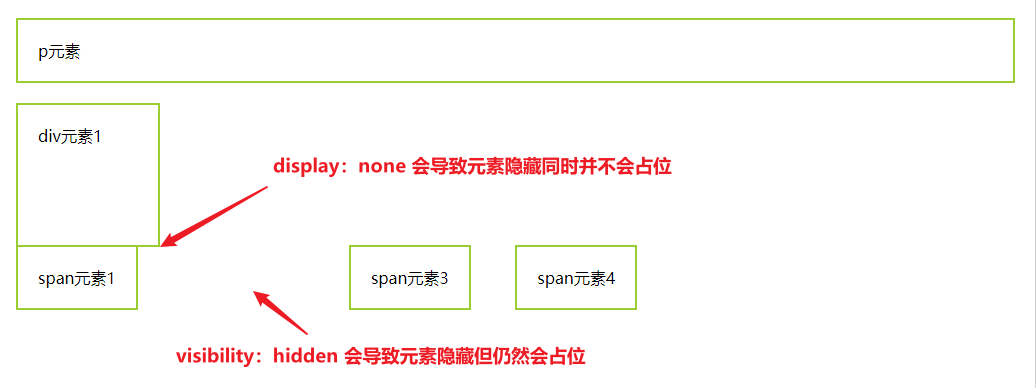 p元素
div元素1
display：none 会导致元素隐藏同时并不会占位
span元素1
span元素3
span元素4
visibility：hidden 会导致元素隐藏但仍然会占位